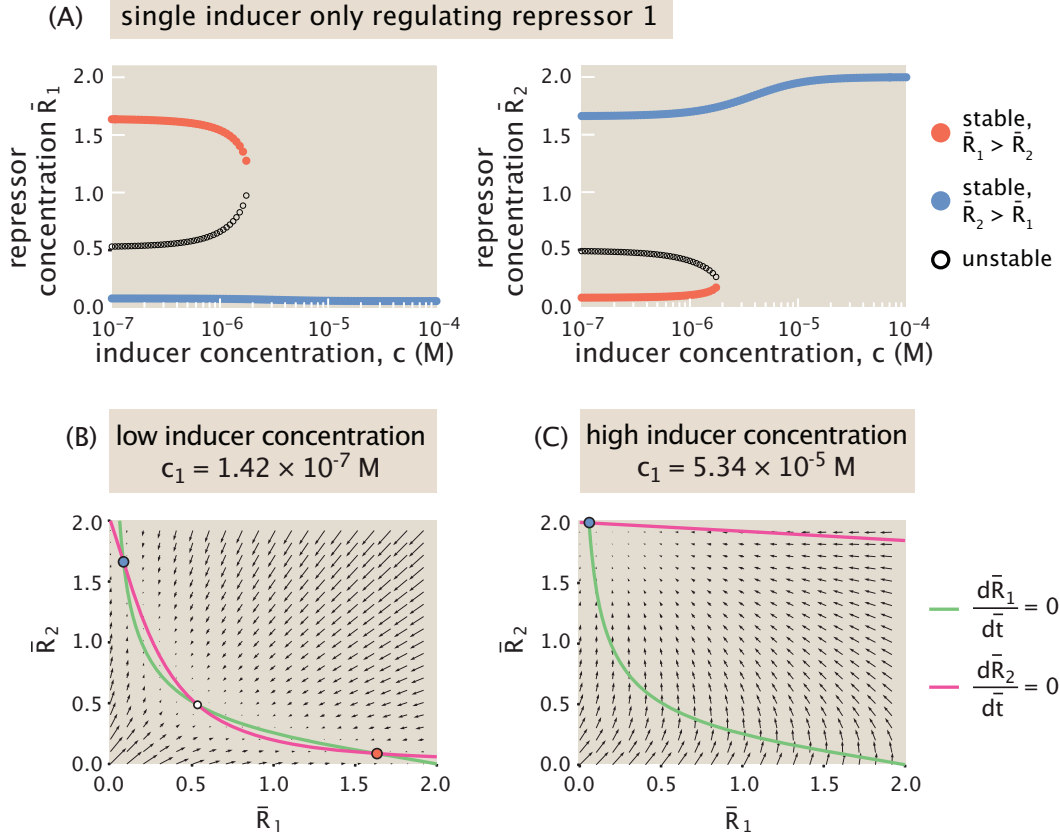 (A) single inducer only regulating repressor 1
repressor
concentration R̄₁
2.0
1.5
1.0
0.5
0.0
10⁻⁷ 10⁻⁶ 10⁻⁵ 10⁻⁴
inducer concentration, c (M)
repressor
concentration R̄₂
2.0
1.5
1.0
0.5
0.0
10⁻⁷ 10⁻⁶ 10⁻⁵ 10⁻⁴
inducer concentration, c (M)
stable,
R̄₁ > R̄₂
stable,
R̄₂ > R̄₁
unstable
(B) low inducer concentration
c₁ = 1.42 × 10⁻⁷ M
R̄₂
2.0
1.5
1.0
0.5
0.0
0.0 0.5 1.0 1.5 2.0
R̄₁
(C) high inducer concentration
c₁ = 5.34 × 10⁻⁵ M
R̄₂
2.0
1.5
1.0
0.5
0.0
0.0 0.5 1.0 1.5 2.0
R̄₁
dR̄₁/dt̄ = 0
dR̄₂/dt̄ = 0